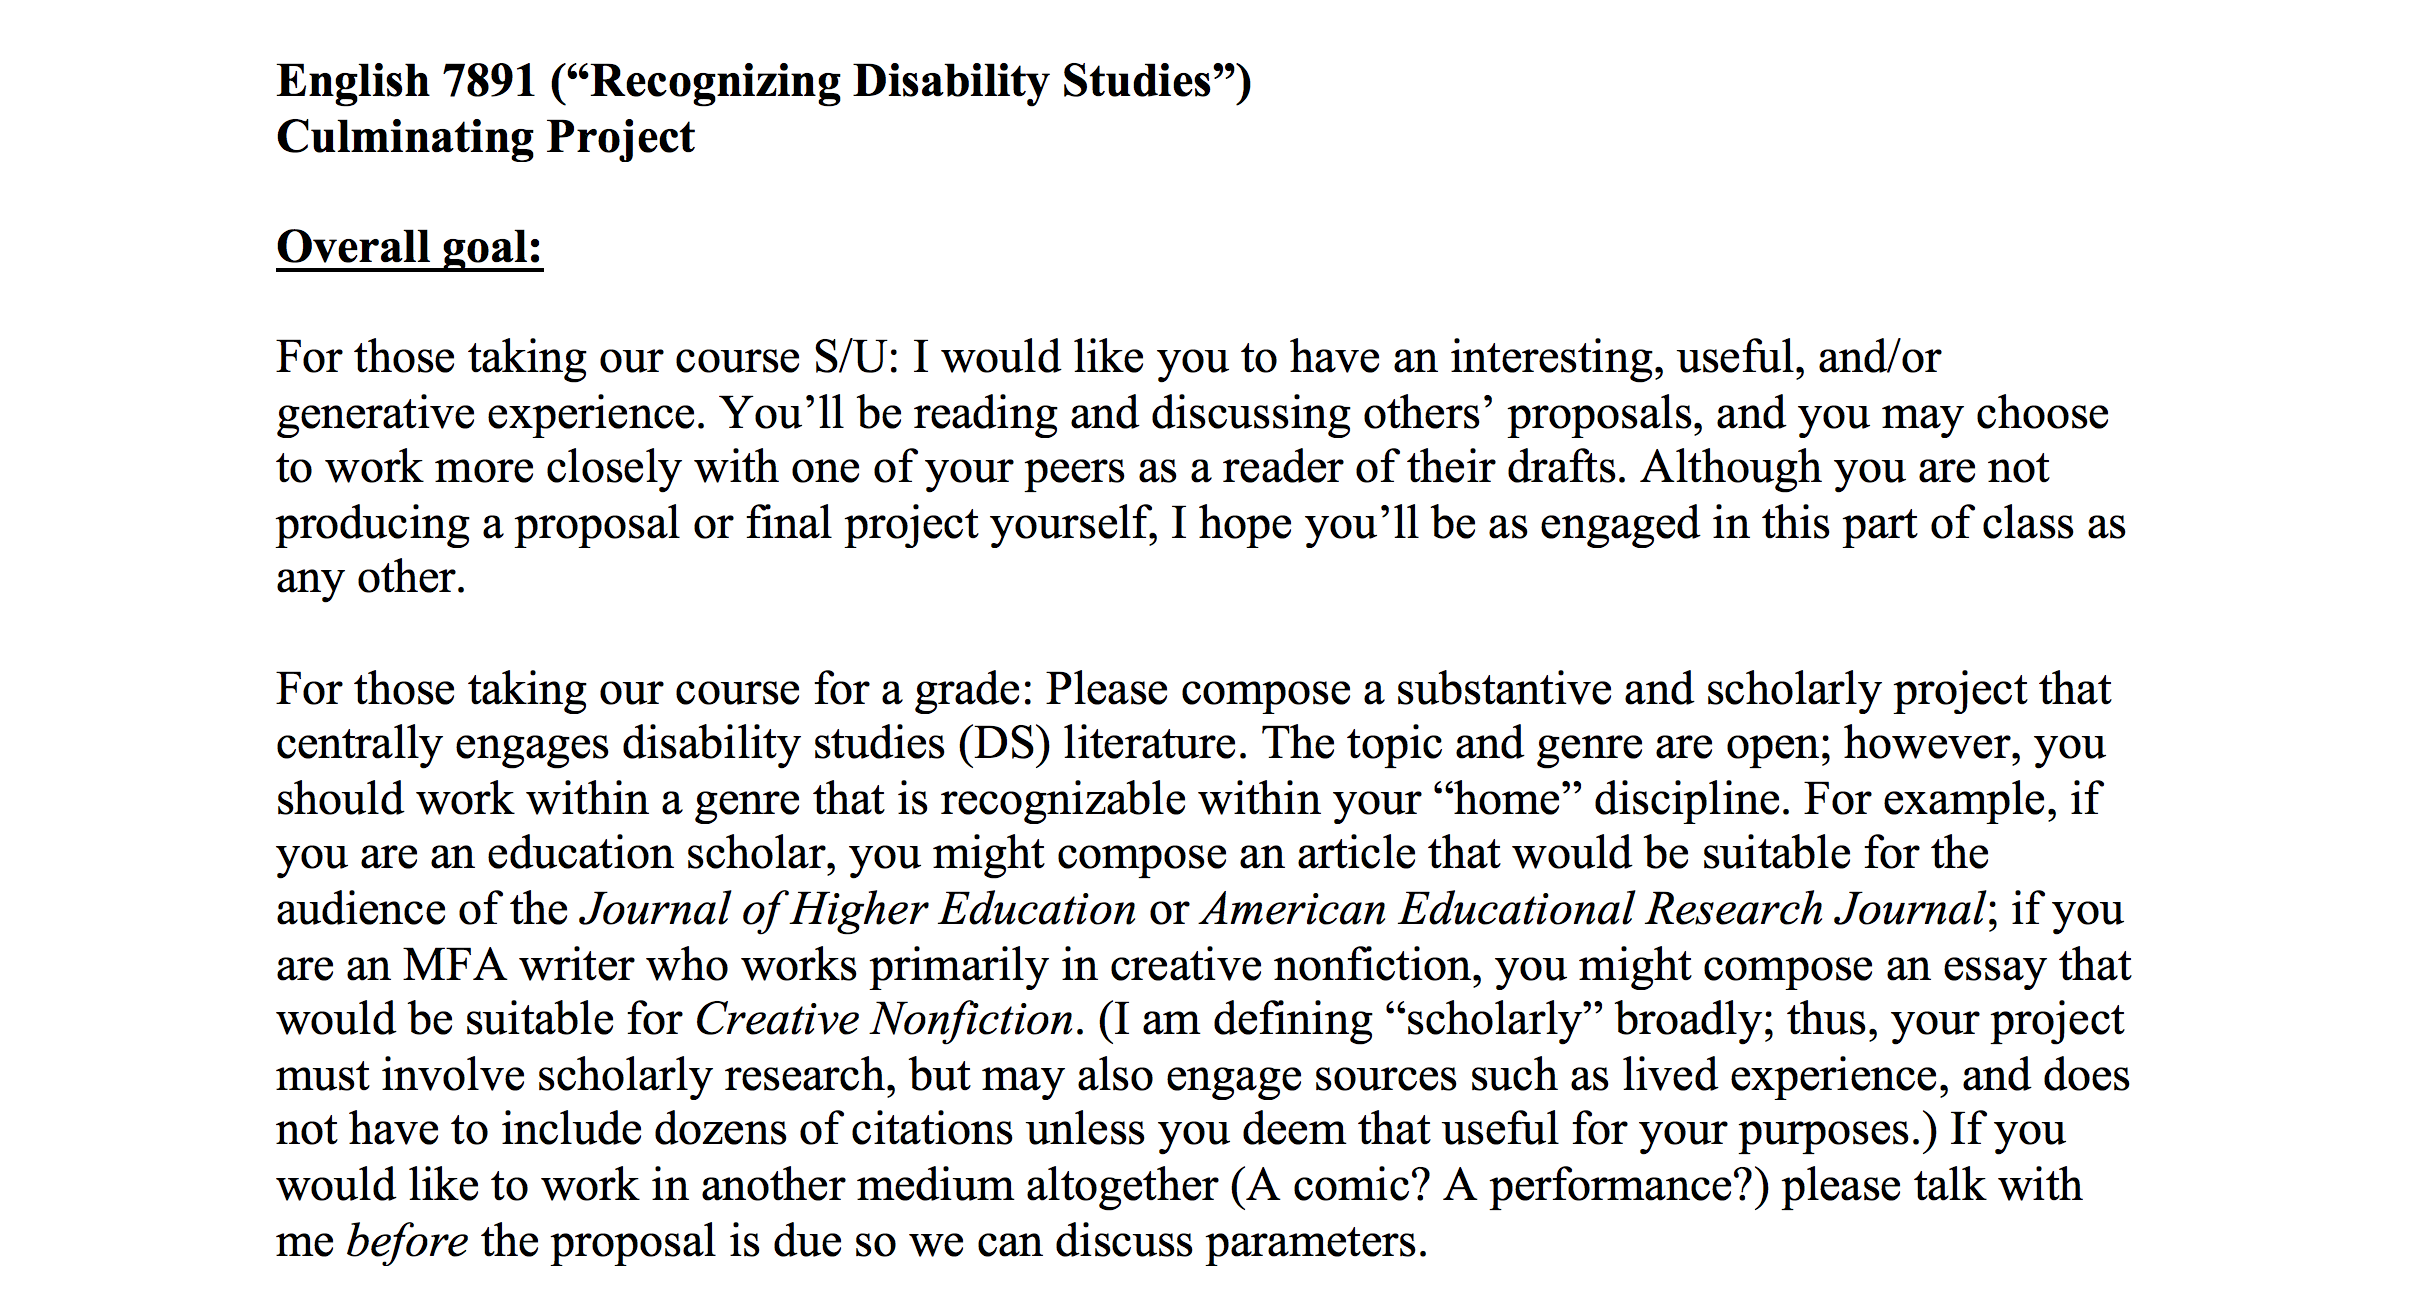 English 7891 (“Recognizing Disability Studies”)
Culminating Project
Overall goal:
For those taking our course S/U: I would like you to have an interesting, useful, and/or
generative experience. You’ll be reading and discussing others’ proposals, and you may choose
to work more closely with one of your peers as a reader of their drafts. Although you are not
producing a proposal or final project yourself, I hope you’ll be as engaged in this part of class as
any other.
For those taking our course for a grade: Please compose a substantive and scholarly project that
centrally engages disability studies (DS) literature. The topic and genre are open; however, you
should work within a genre that is recognizable within your “home” discipline. For example, if
you are an education scholar, you might compose an article that would be suitable for the
audience of the Journal of Higher Education or American Educational Research Journal; if you
are an MFA writer who works primarily in creative nonfiction, you might compose an essay that
would be suitable for Creative Nonfiction. (I am defining “scholarly” broadly; thus, your project
must involve scholarly research, but may also engage sources such as lived experience, and does
not have to include dozens of citations unless you deem that useful for your purposes.) If you
would like to work in another medium altogether (A comic? A performance?) please talk with
me before the proposal is due so we can discuss parameters.